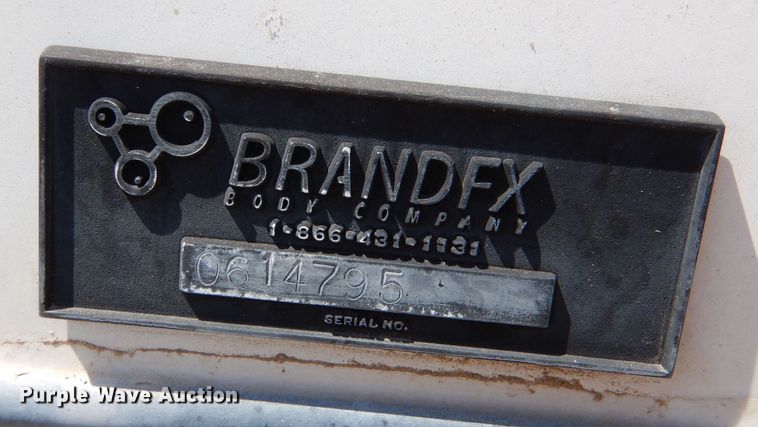 BRANDFX
BODY COMPANY
1-866-431-1131
0614795
SERIAL NO.
Purple Wave Auction